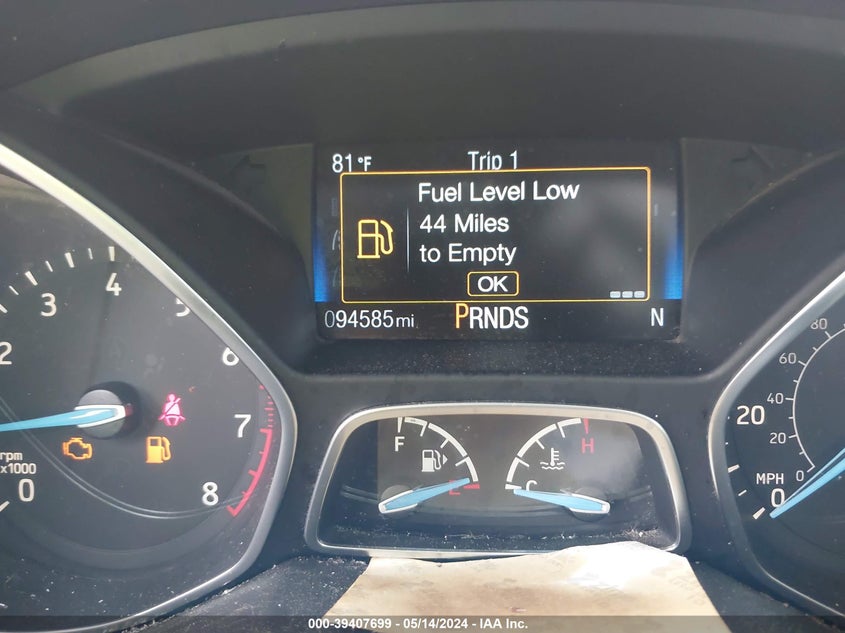 81°F Trip 1
Fuel Level Low
44 Miles
to Empty
OK
094585mi PRNDS N
2 3 4 5 6 7 8
rpm
x1000
0
F E
H C
0 20 40 60 80
20
MPH
0
000-39407699 - 05/14/2024 - IAA Inc.